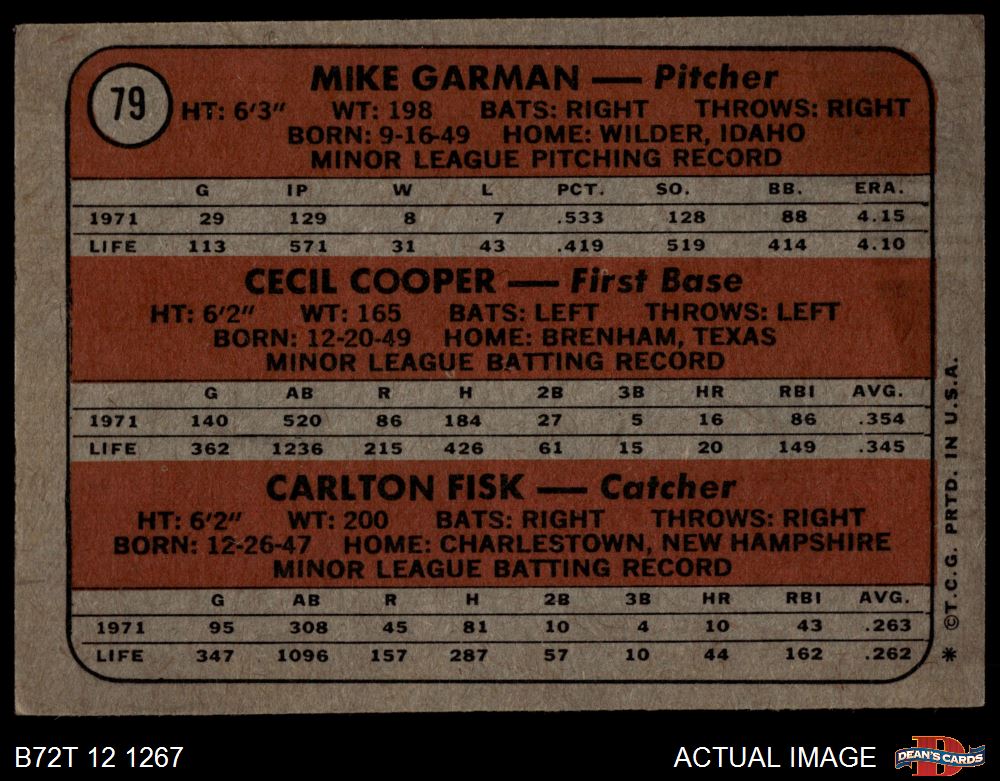 79
MIKE GARMAN — Pitcher
HT: 6'3" WT: 198 BATS: RIGHT THROWS: RIGHT
BORN: 9-16-49 HOME: WILDER, IDAHO
MINOR LEAGUE PITCHING RECORD
G IP W L PCT. SO. BB. ERA.
1971 29 129 8 7 .533 128 88 4.15
LIFE 113 571 31 43 .419 519 414 4.10
CECIL COOPER — First Base
HT: 6'2" WT: 165 BATS: LEFT THROWS: LEFT
BORN: 12-20-49 HOME: BRENHAM, TEXAS
MINOR LEAGUE BATTING RECORD
G AB R H 2B 3B HR RBI AVG.
1971 140 520 86 184 27 5 16 86 .354
LIFE 362 1236 215 426 61 15 20 149 .345
CARLTON FISK — Catcher
HT: 6'2" WT: 200 BATS: RIGHT THROWS: RIGHT
BORN: 12-26-47 HOME: CHARLESTOWN, NEW HAMPSHIRE
MINOR LEAGUE BATTING RECORD
G AB R H 2B 3B HR RBI AVG.
1971 95 308 45 81 10 4 10 43 .263
LIFE 347 1096 157 287 57 10 44 162 .262
* ©T.C.G. PRTD. IN U.S.A.
B72T 12 1267
ACTUAL IMAGE
D
DEAN'S CARDS